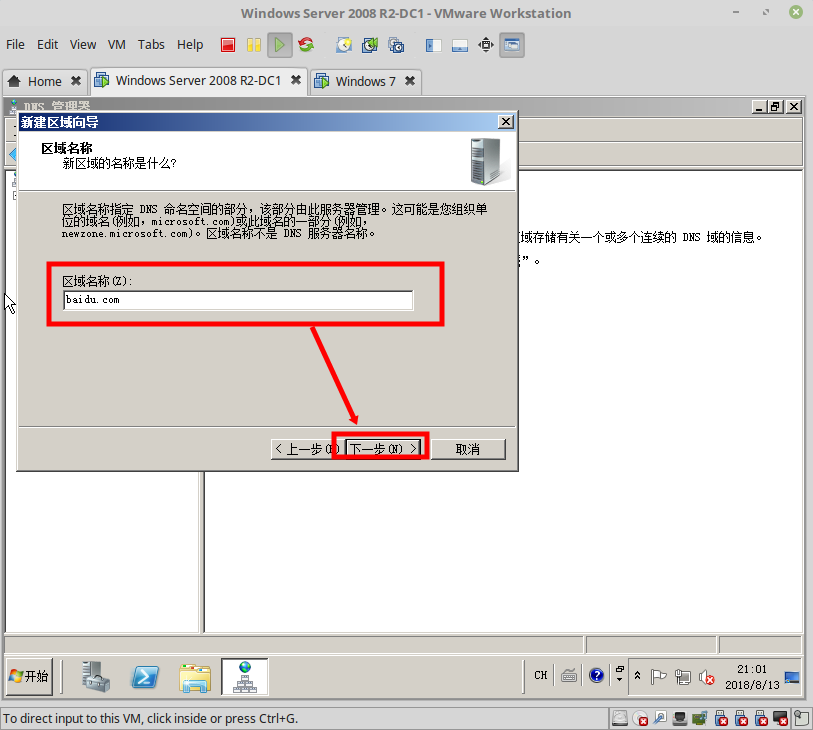 Windows Server 2008 R2-DC1 - VMware Workstation
File Edit View VM Tabs Help
Home Windows Server 2008 R2-DC1 Windows 7
DNS 管理器
新建区域向导
区域名称
新区域的名称是什么?
区域名称指定 DNS 命名空间的部分，该部分由此服务器管理。这可能是您组织单
位的域名(例如，microsoft.com)或此域名的一部分(例如，
newzone.microsoft.com)。区域名称不是 DNS 服务器名称。
域存储有关一个或多个连续的 DNS 域的信息。
”。
区域名称(Z):
baidu.com
< 上一步 下一步(N) > 取消
开始
CH
21:01
2018/8/13
To direct input to this VM, click inside or press Ctrl+G.